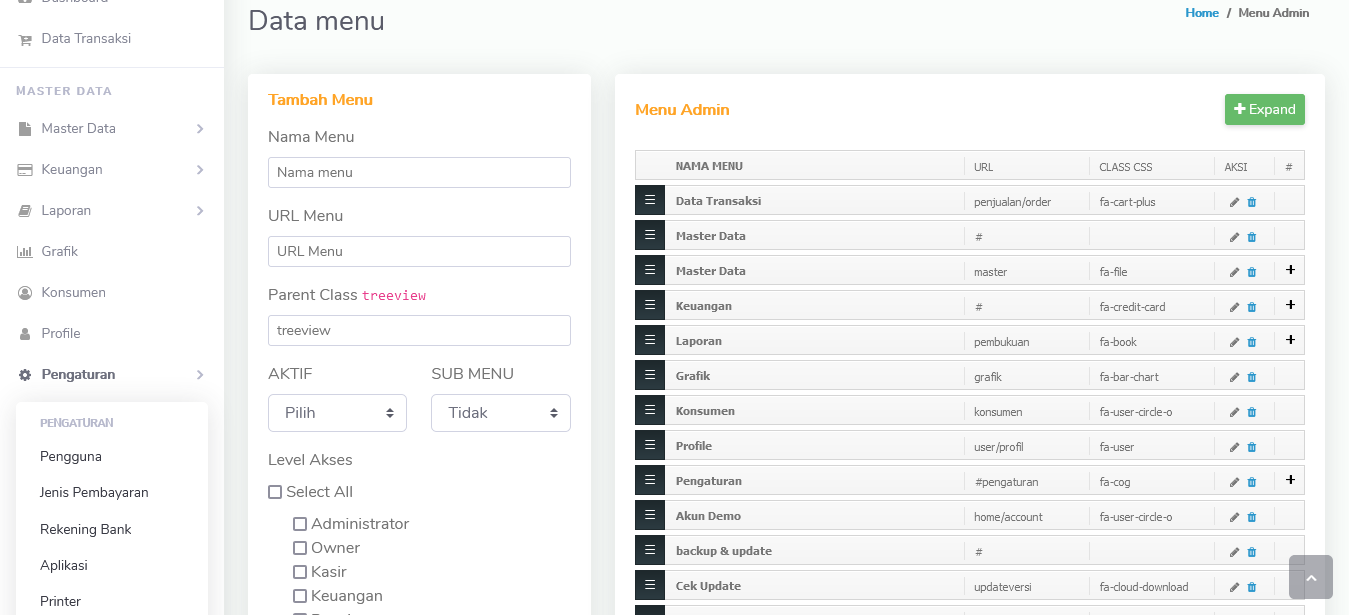 Dashboard
Data Transaksi
MASTER DATA
Master Data
Keuangan
Laporan
Grafik
Konsumen
Profile
Pengaturan
PENGATURAN
Pengguna
Jenis Pembayaran
Rekening Bank
Aplikasi
Printer
Data menu
Home / Menu Admin
Tambah Menu
Nama Menu
Nama menu
URL Menu
URL Menu
Parent Class treeview
treeview
AKTIF SUB MENU
Pilih Tidak
Level Akses
Select All
Administrator
Owner
Kasir
Keuangan
Menu Admin
+ Expand
NAMA MENU URL CLASS CSS AKSI #
Data Transaksi penjualan/order fa-cart-plus
Master Data #
Master Data master fa-file +
Keuangan # fa-credit-card +
Laporan pembukuan fa-book +
Grafik grafik fa-bar-chart
Konsumen konsumen fa-user-circle-o
Profile user/profil fa-user
Pengaturan #pengaturan fa-cog +
Akun Demo home/account fa-user-circle-o
backup & update #
Cek Update updateversi fa-cloud-download